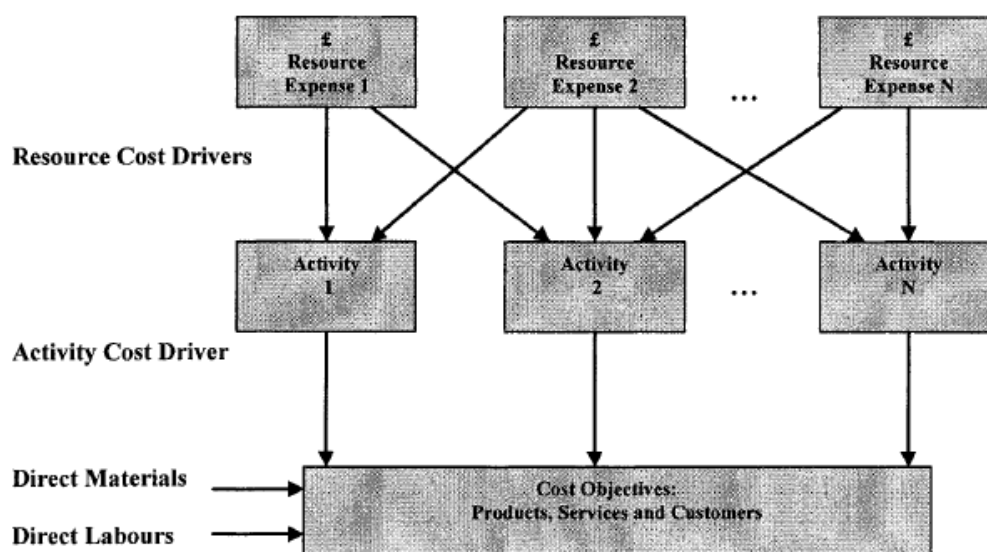 £
Resource
Expense 1
£
Resource
Expense 2
...
£
Resource
Expense N
Resource Cost Drivers
Activity
1
Activity
2
...
Activity
N
Activity Cost Driver
Direct Materials
Direct Labours
Cost Objectives:
Products, Services and Customers